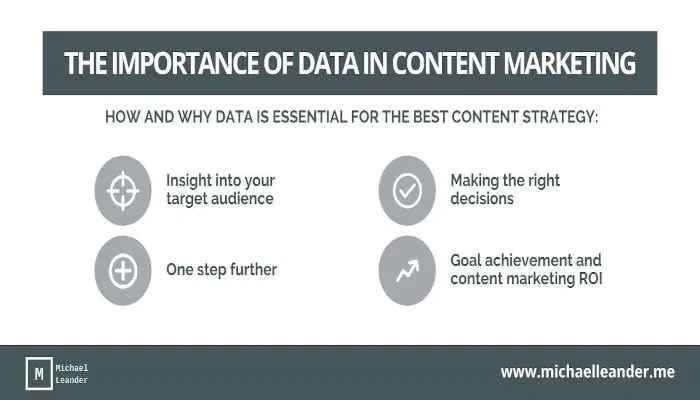 THE IMPORTANCE OF DATA IN CONTENT MARKETING
HOW AND WHY DATA IS ESSENTIAL FOR THE BEST CONTENT STRATEGY:
Insight into your
target audience
Making the right
decisions
One step further
Goal achievement and
content marketing ROI
M
Michael
Leander
www.michaelleander.me